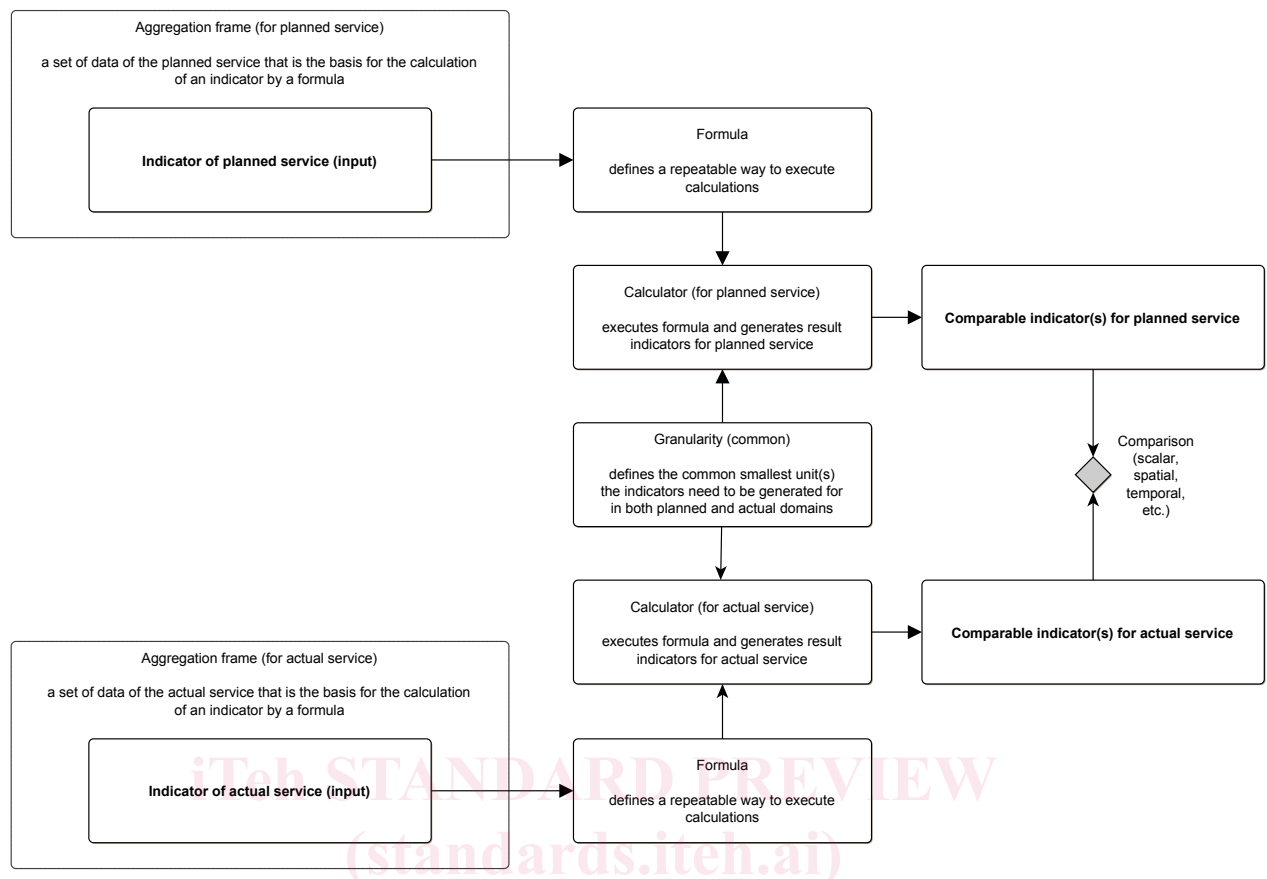 Aggregation frame (for planned service)
a set of data of the planned service that is the basis for the calculation
of an indicator by a formula
Indicator of planned service (input)
Formula
defines a repeatable way to execute
calculations
Calculator (for planned service)
executes formula and generates result
indicators for planned service
Comparable indicator(s) for planned service
Granularity (common)
defines the common smallest unit(s)
the indicators need to be generated for
in both planned and actual domains
Comparison
(scalar,
spatial,
temporal,
etc.)
Calculator (for actual service)
executes formula and generates result
indicators for actual service
Comparable indicator(s) for actual service
Aggregation frame (for actual service)
a set of data of the actual service that is the basis for the calculation
of an indicator by a formula
Indicator of actual service (input)
Formula
defines a repeatable way to execute
calculations
iTeh STANDARD PREVIEW
(standards.iteh.ai)